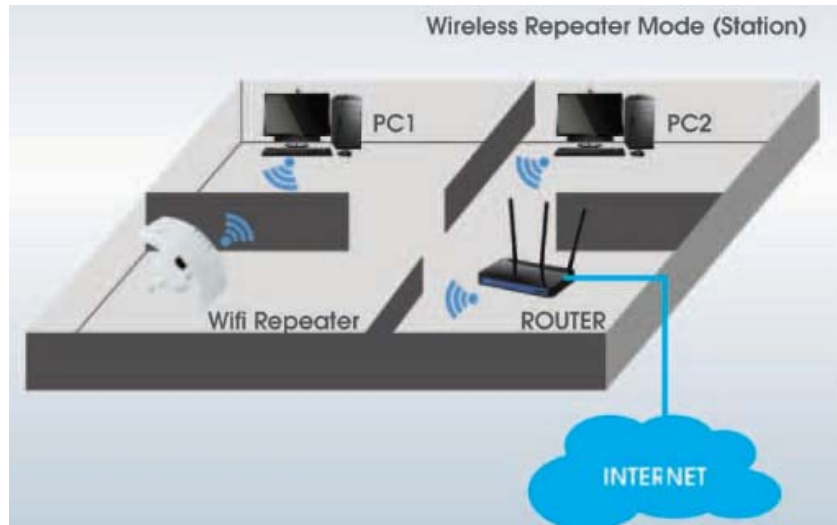 Wireless Repeater Mode (Station)
PC1
PC2
Wifi Repeater
ROUTER
INTERNET